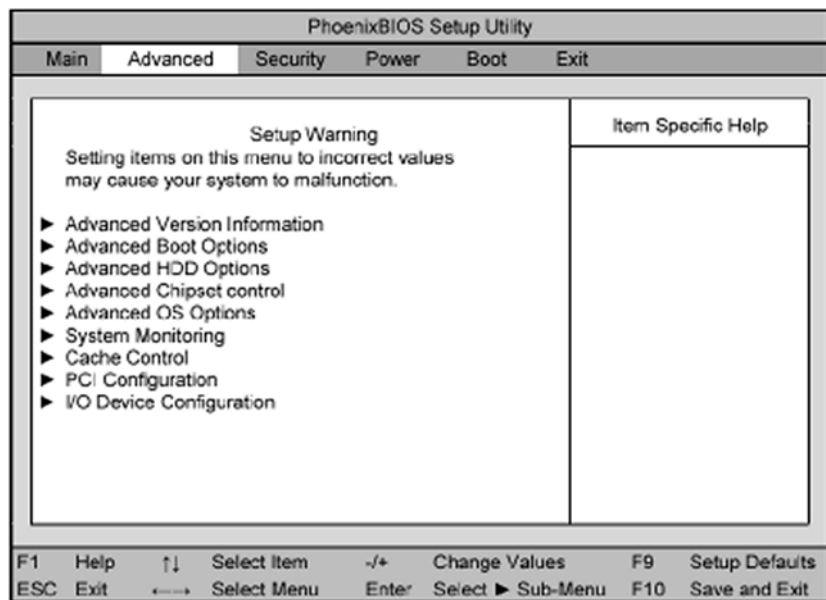 PhoenixBIOS Setup Utility
Main Advanced Security Power Boot Exit
Setup Warning
Setting items on this menu to incorrect values
may cause your system to malfunction.
► Advanced Version Information
► Advanced Boot Options
► Advanced HDD Options
► Advanced Chipset control
► Advanced OS Options
► System Monitoring
► Cache Control
► PCI Configuration
► I/O Device Configuration
Item Specific Help
F1 Help ↑↓ Select Item -/+ Change Values F9 Setup Defaults
ESC Exit ←→ Select Menu Enter Select ► Sub-Menu F10 Save and Exit